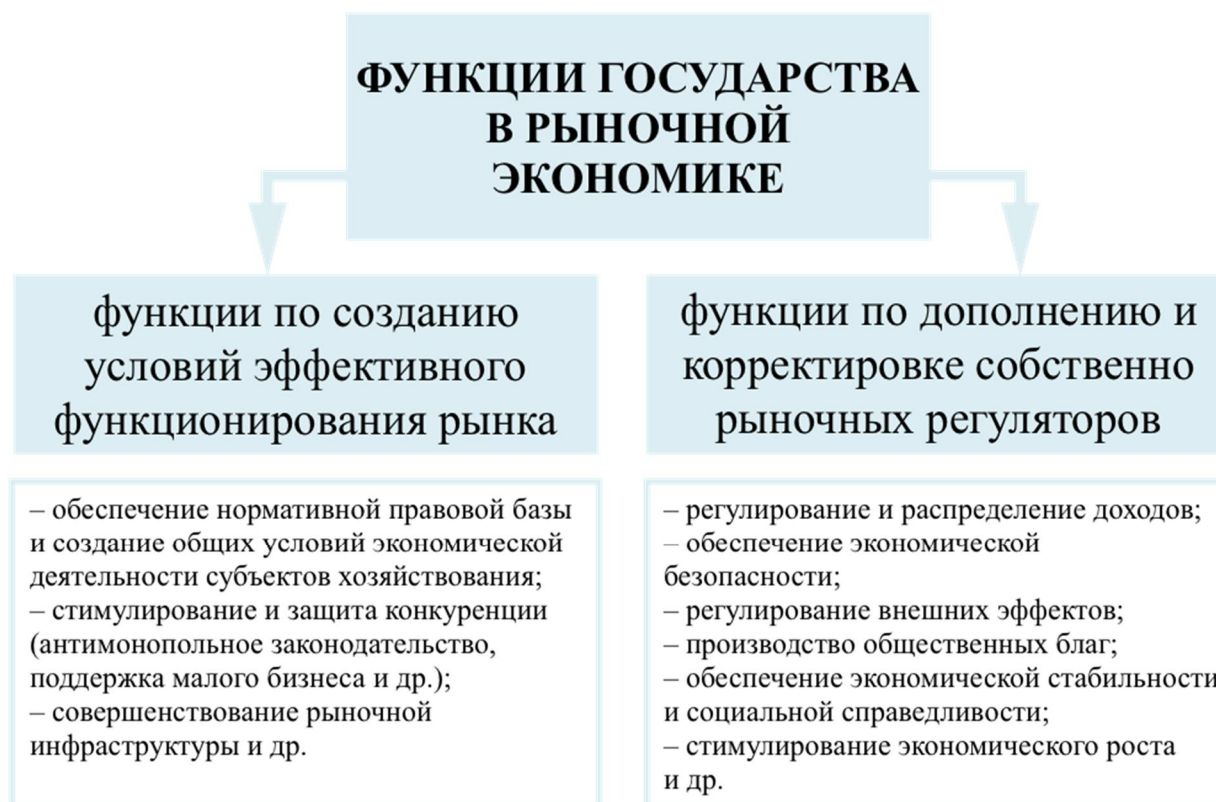 ФУНКЦИИ ГОСУДАРСТВА
В РЫНОЧНОЙ
ЭКОНОМИКЕ
функции по созданию
условий эффективного
функционирования рынка
– обеспечение нормативной правовой базы
и создание общих условий экономической
деятельности субъектов хозяйствования;
– стимулирование и защита конкуренции
(антимонопольное законодательство,
поддержка малого бизнеса и др.);
– совершенствование рыночной
инфраструктуры и др.
функции по дополнению и
корректировке собственно
рыночных регуляторов
– регулирование и распределение доходов;
– обеспечение экономической
безопасности;
– регулирование внешних эффектов;
– производство общественных благ;
– обеспечение экономической стабильности
и социальной справедливости;
– стимулирование экономического роста
и др.